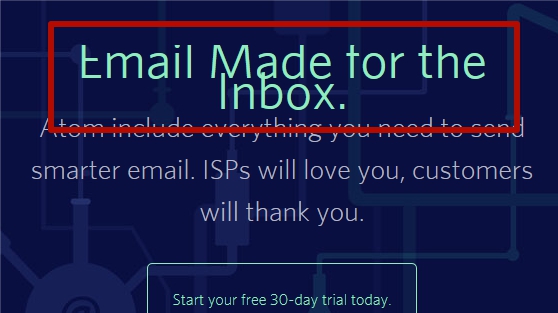 Email Made for the
Inbox.
Atom include everything you need to send
smarter email. ISPs will love you, customers
will thank you.
Start your free 30-day trial today.